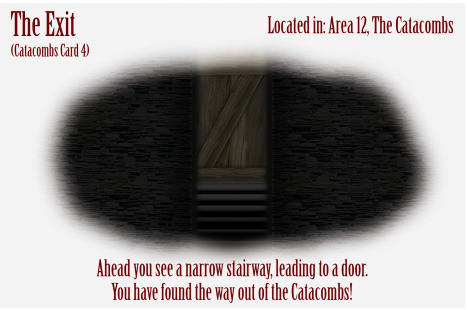 The Exit
Located in: Area 12, The Catacombs
(Catacombs Card 4)
Ahead you see a narrow stairway, leading to a door.
You have found the way out of the Catacombs!